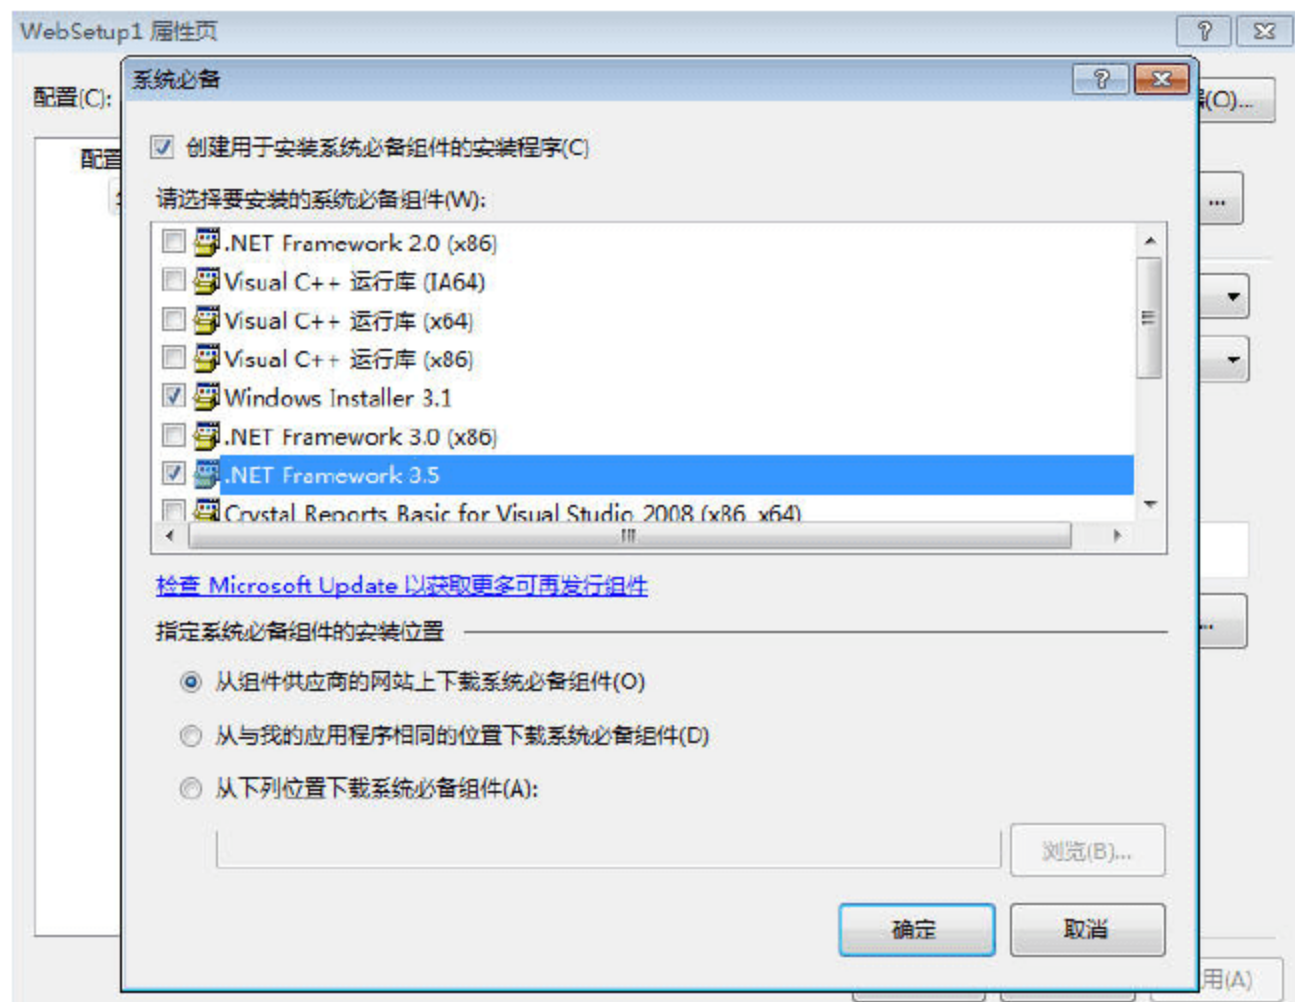 WebSetup1 属性页
系统必备
配置(C):
(O)...
创建用于安装系统必备组件的安装程序(C)
配置
请选择要安装的系统必备组件(W):
...
.NET Framework 2.0 (x86)
Visual C++ 运行库 (IA64)
Visual C++ 运行库 (x64)
Visual C++ 运行库 (x86)
Windows Installer 3.1
.NET Framework 3.0 (x86)
.NET Framework 3.5
Crystal Reports Basic for Visual Studio 2008 (x86, x64)
检查 Microsoft Update 以获取更多可再发行组件
指定系统必备组件的安装位置
从组件供应商的网站上下载系统必备组件(O)
从与我的应用程序相同的位置下载系统必备组件(D)
从下列位置下载系统必备组件(A):
浏览(B)...
确定
取消
用(A)